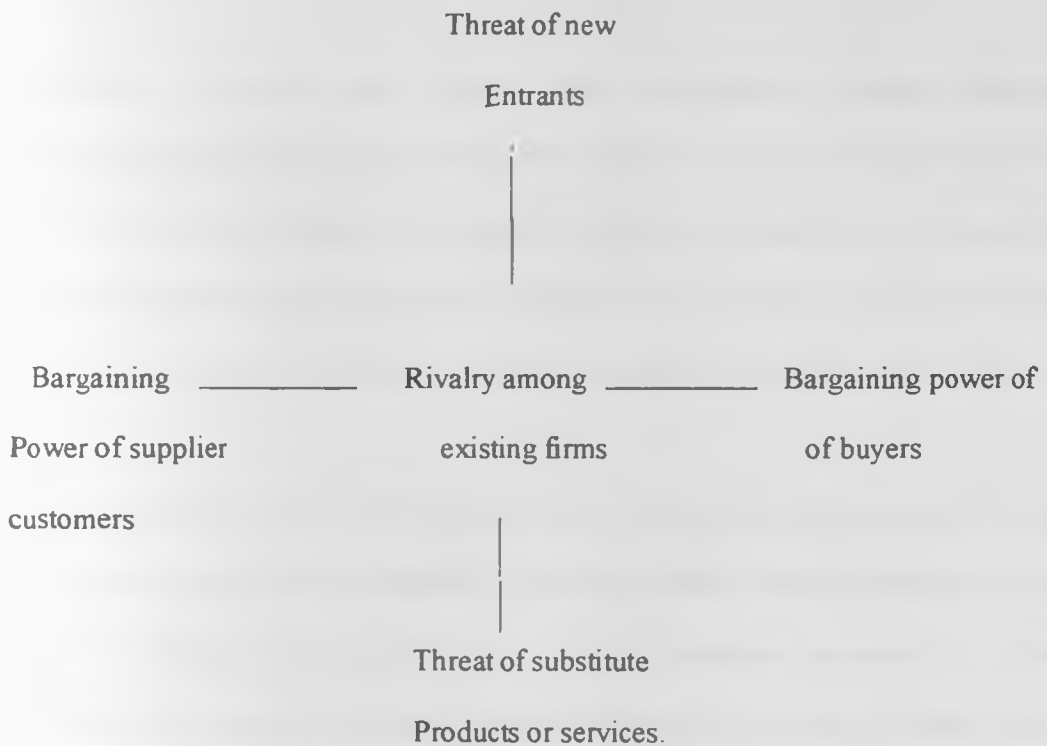 Threat of new
Entrants
Bargaining Rivalry among Bargaining power of
Power of supplier existing firms of buyers
customers
Threat of substitute
Products or services.